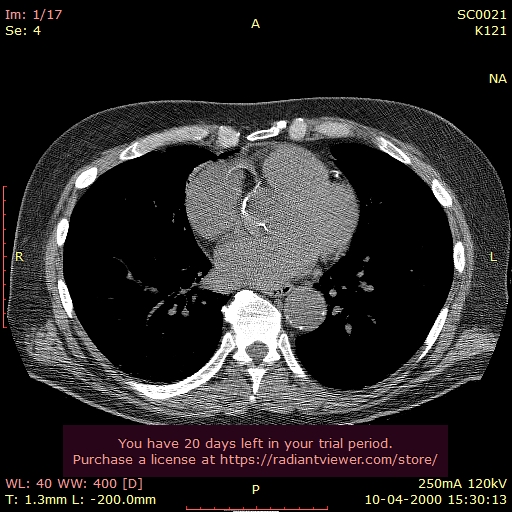 Im: 1/17
Se: 4
A
SC0021
K121
NA
R
L
You have 20 days left in your trial period.
Purchase a license at https://radiantviewer.com/store/
WL: 40 WW: 400 [D]
T: 1.3mm L: -200.0mm
P
250mA 120kV
10-04-2000 15:30:13